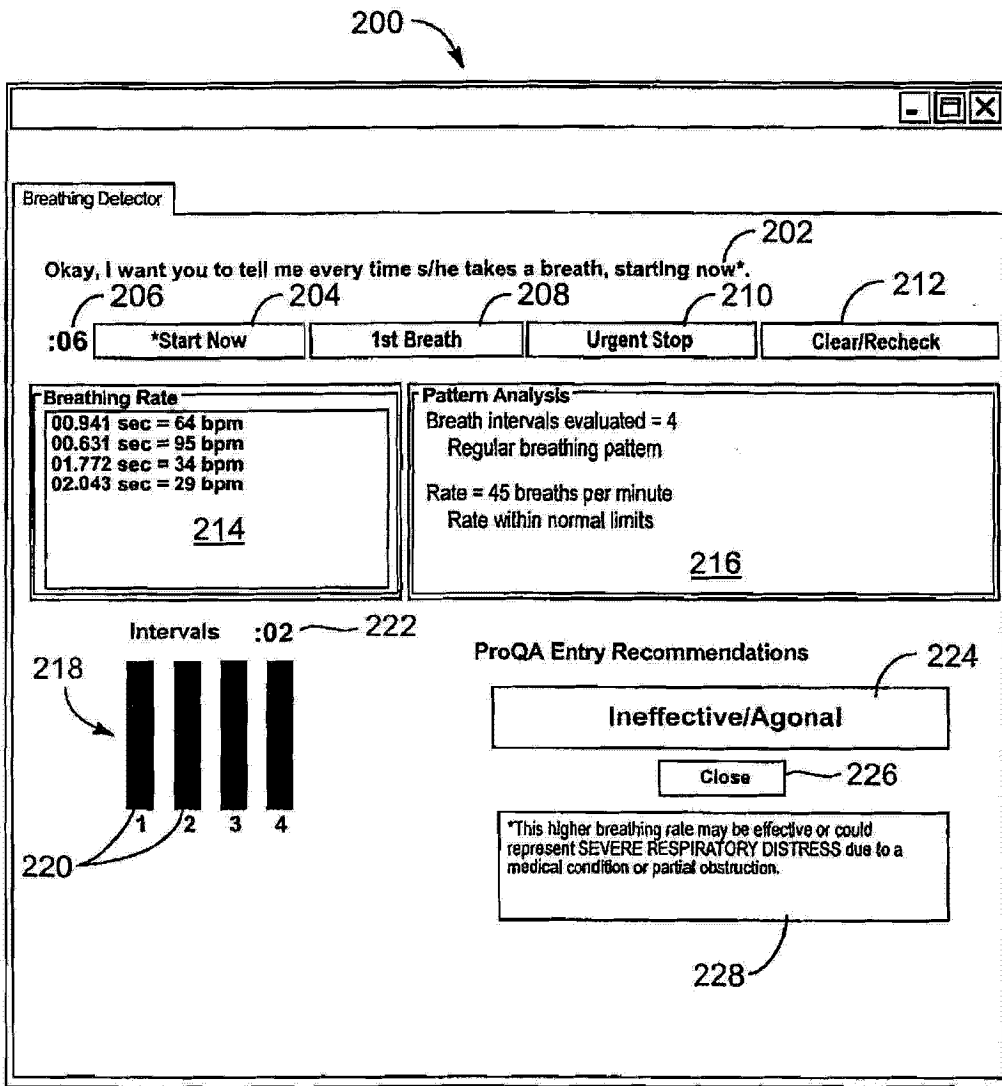 200
Breathing Detector
202
Okay, I want you to tell me every time s/he takes a breath, starting now*.
206 204 208 210 212
:06 *Start Now 1st Breath Urgent Stop Clear/Recheck
Breathing Rate
00.941 sec = 64 bpm
00.631 sec = 95 bpm
01.772 sec = 34 bpm
02.043 sec = 29 bpm
214
Pattern Analysis
Breath intervals evaluated = 4
Regular breathing pattern
Rate = 45 breaths per minute
Rate within normal limits
216
Intervals :02 222
218
1 2 3 4
220
ProQA Entry Recommendations
224
Ineffective/Agonal
Close 226
*This higher breathing rate may be effective or could
represent SEVERE RESPIRATORY DISTRESS due to a
medical condition or partial obstruction.
228